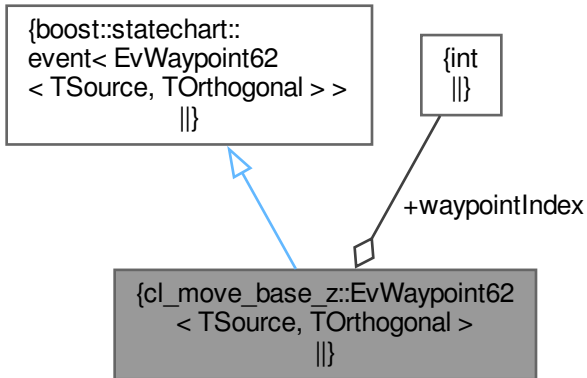 {boost::statechart::
event< EvWaypoint62
< TSource, TOrthogonal > >
||}
{int
||}
+waypointIndex
{cl_move_base_z::EvWaypoint62
< TSource, TOrthogonal >
||}